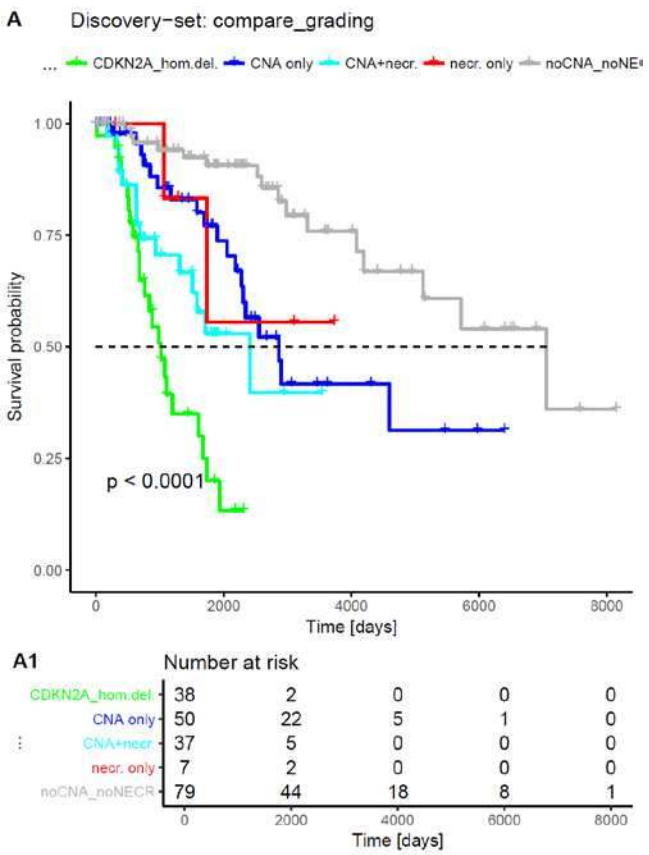 A Discovery-set: compare_grading
... CDKN2A_hom.del. CNA only CNA+necr. necr. only noCNA_noNE
1.00
0.75
0.50
0.25
0.00
Survival probability
p < 0.0001
0 2000 4000 6000 8000
Time [days]
A1 Number at risk
CDKN2A_hom.del. 38 2 0 0 0
CNA only 50 22 5 1 0
... CNA+necr. 37 5 0 0 0
necr. only 7 2 0 0 0
noCNA_noNECR 79 44 18 8 1
0 2000 4000 6000 8000
Time [days]